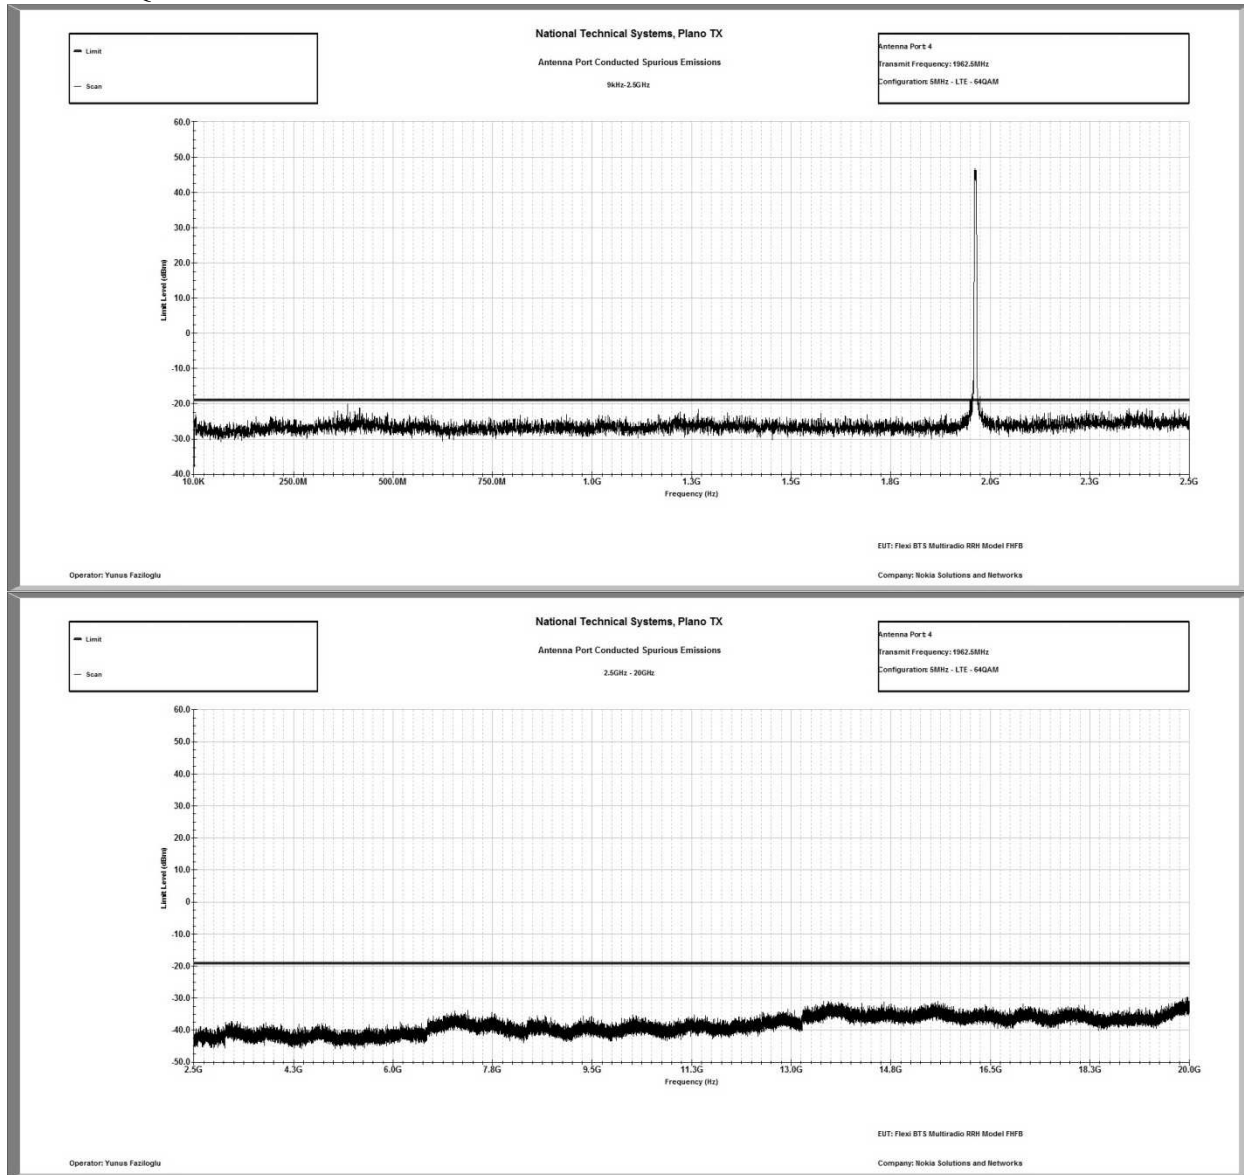 National Technical Systems, Plano TX
Limit
Scan
Antenna Port Conducted Spurious Emissions
9kHz-2.5GHz
Antenna Port: 4
Transmit Frequency: 1962.5MHz
Configuration: 5MHz - LTE - 64QAM
60.0
50.0
40.0
30.0
20.0
10.0
0
-10.0
-20.0
-30.0
-40.0
Limit Level (dBm)
10.0K 250.0M 500.0M 750.0M 1.0G 1.3G 1.5G 1.8G 2.0G 2.3G 2.5G
Frequency (Hz)
EUT: Flexi BTS Multiradio RRH Model FHFB
Operator: Yunus Faziloglu
Company: Nokia Solutions and Networks
National Technical Systems, Plano TX
Limit
Scan
Antenna Port Conducted Spurious Emissions
2.5GHz - 20GHz
Antenna Port: 4
Transmit Frequency: 1962.5MHz
Configuration: 5MHz - LTE - 64QAM
60.0
50.0
40.0
30.0
20.0
10.0
0
-10.0
-20.0
-30.0
-40.0
-50.0
Limit Level (dBm)
2.5G 4.3G 6.0G 7.8G 9.5G 11.3G 13.0G 14.8G 16.5G 18.3G 20.0G
Frequency (Hz)
EUT: Flexi BTS Multiradio RRH Model FHFB
Operator: Yunus Faziloglu
Company: Nokia Solutions and Networks